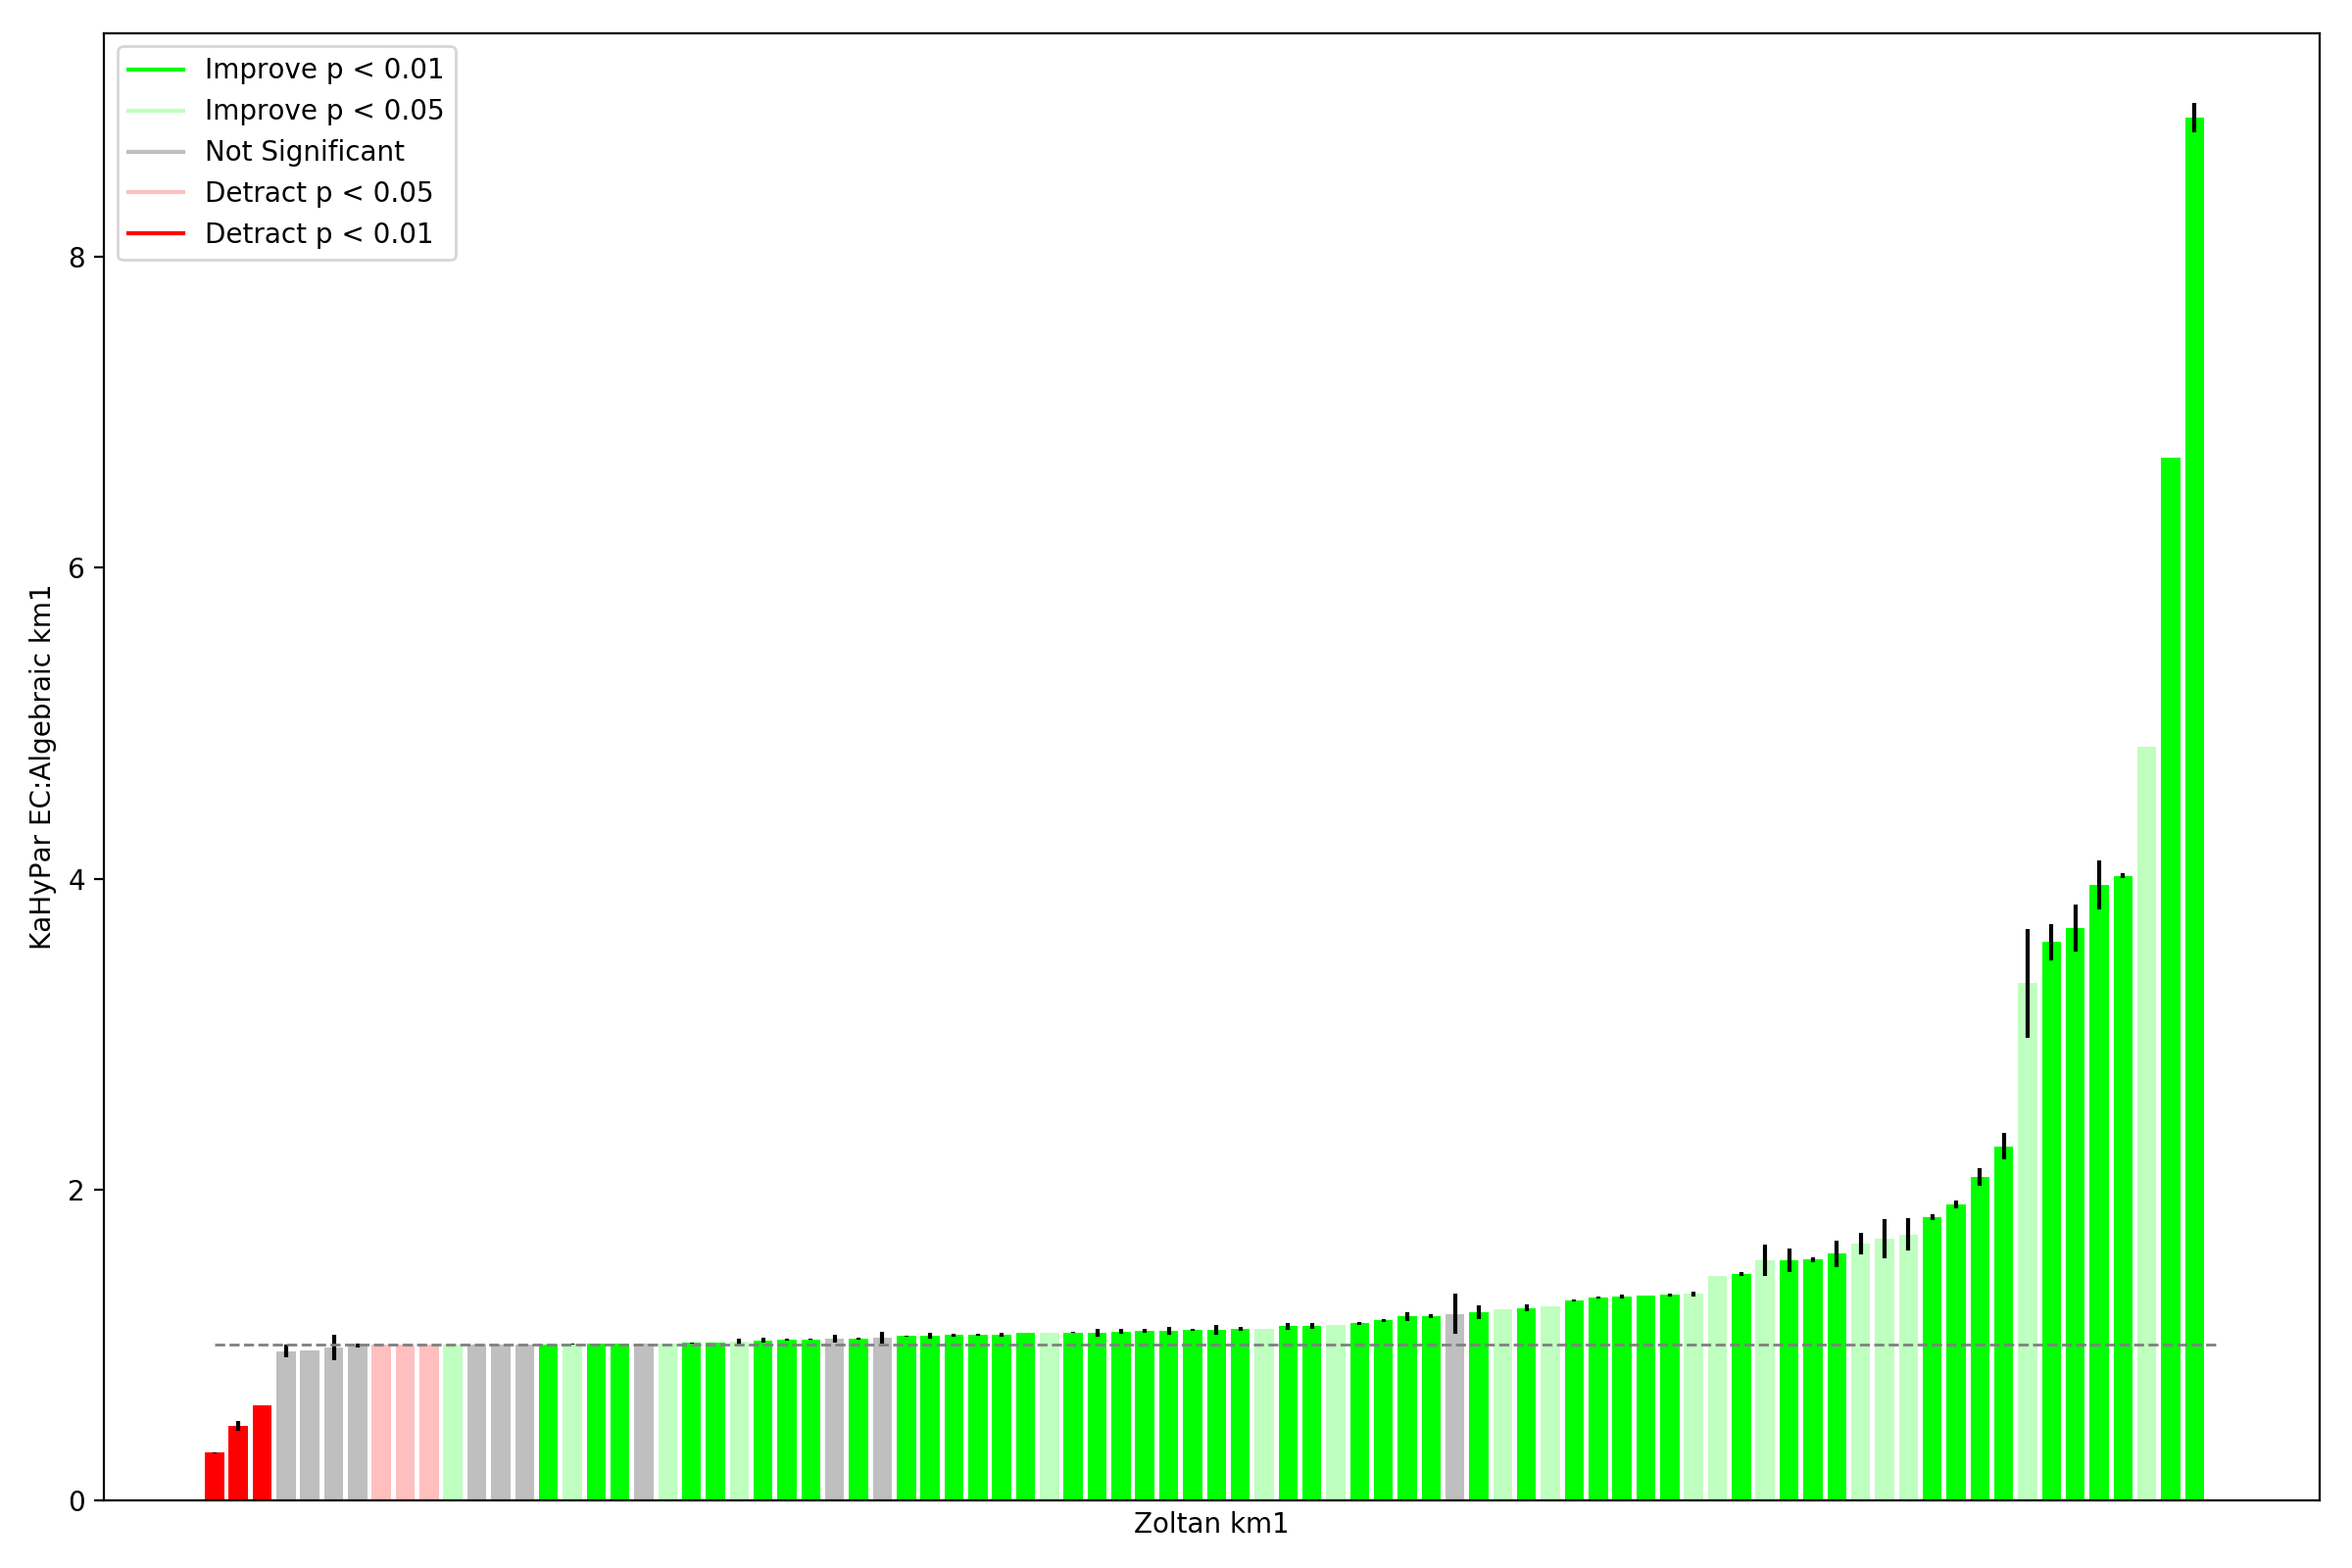 Improve p < 0.01
Improve p < 0.05
Not Significant
Detract p < 0.05
Detract p < 0.01
8
6
4
2
0
KaHyPar EC:Algebraic km1
Zoltan km1